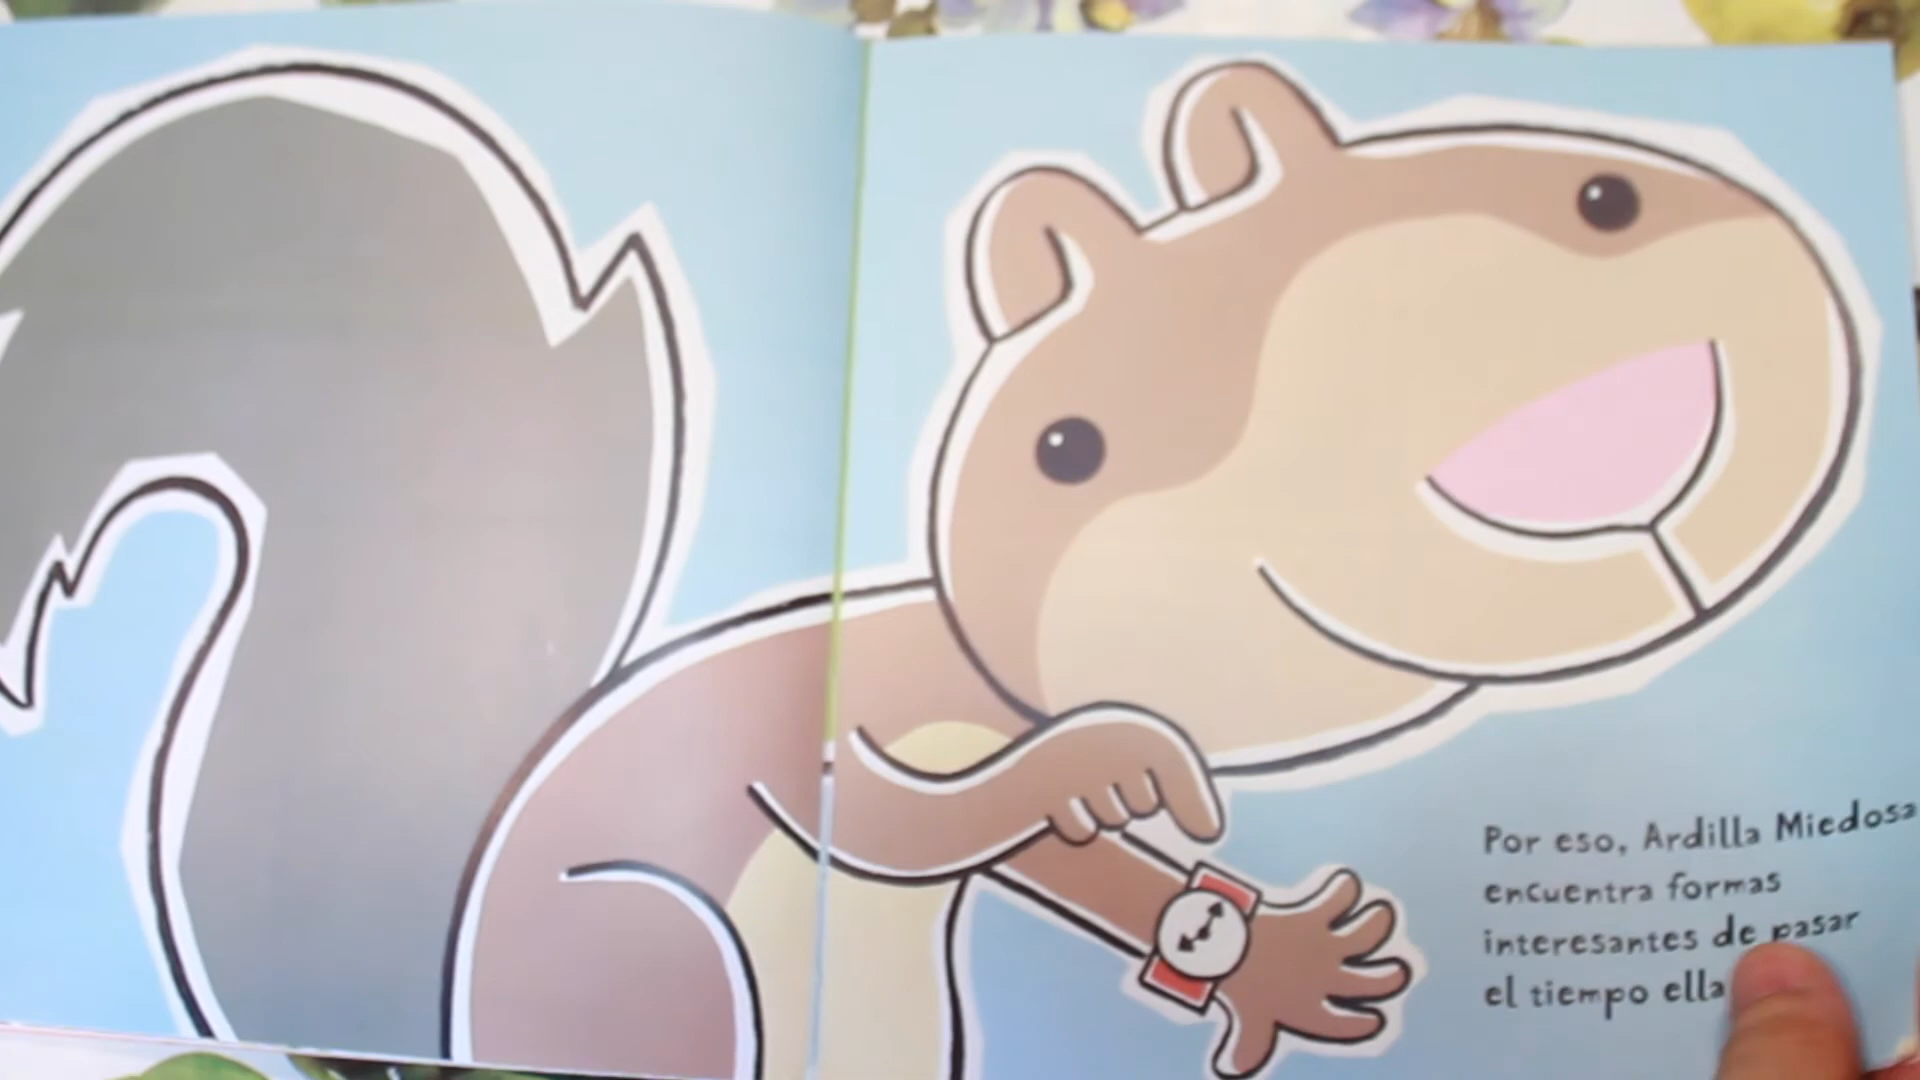 Por eso, Ardilla Miedosa
encuentra formas
interesantes de pasar
el tiempo ella